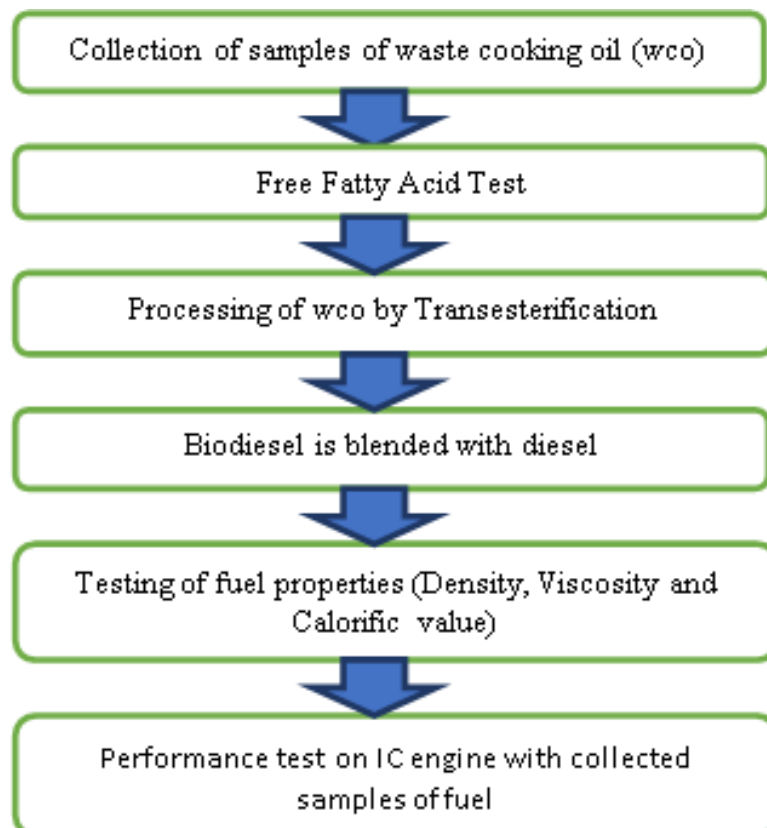 Collection of samples of waste cooking oil (wco)
Free Fatty Acid Test
Processing of wco by Transesterification
Biodiesel is blended with diesel
Testing of fuel properties (Density, Viscosity and
Calorific value)
Performance test on IC engine with collected
samples of fuel